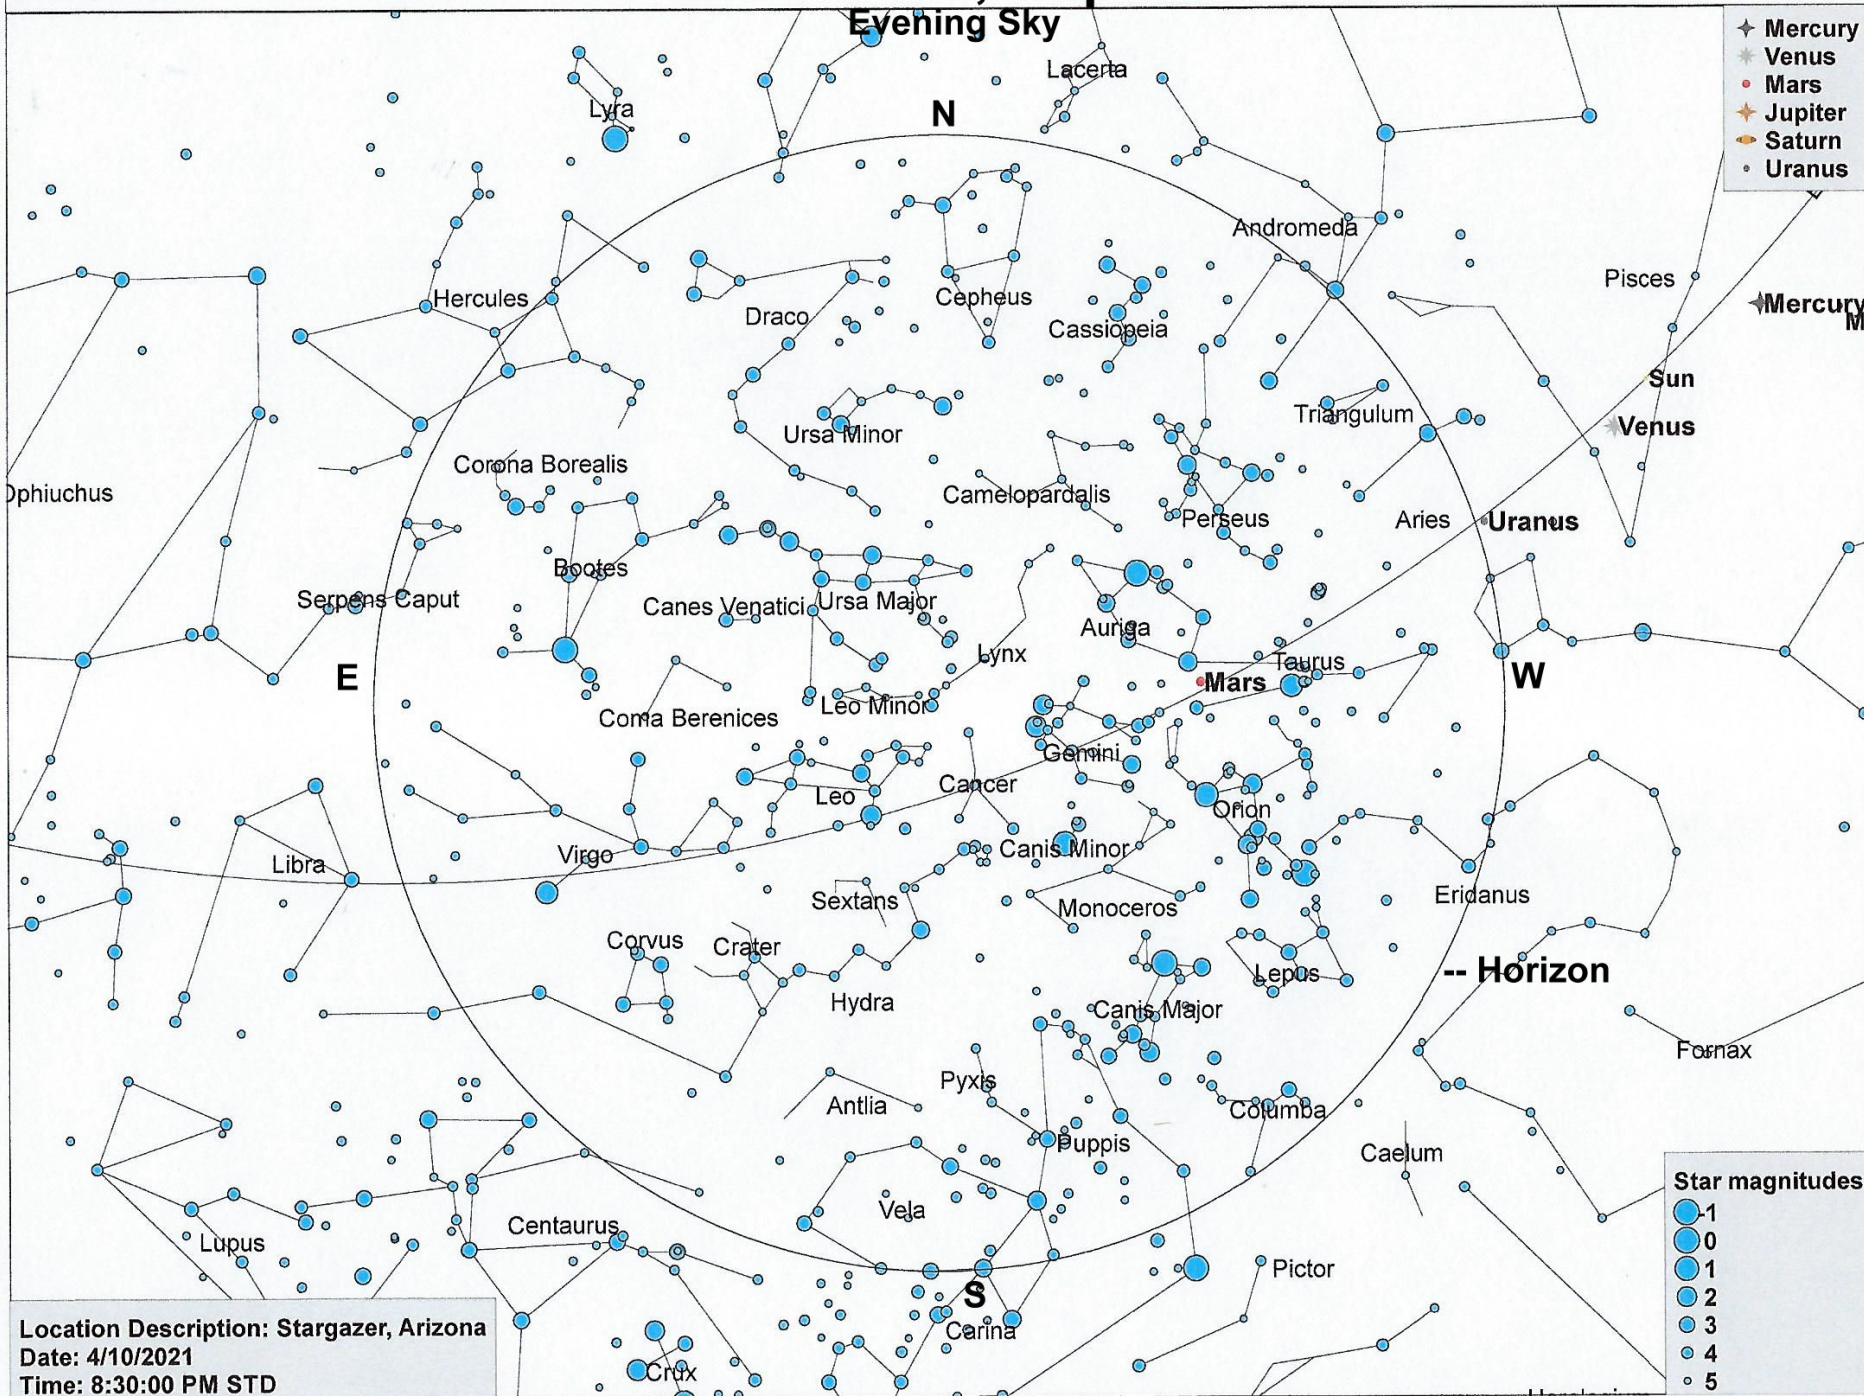 Evening Sky
Mercury
Venus
Mars
Jupiter
Saturn
Uranus
Lacerta
Lyra
N
Andromeda
Pisces
Hercules
Cepheus
Mercury
Draco
Cassiopeia
Sun
Triangulum
Venus
Ursa Minor
Corona Borealis
Ophiuchus
Camelopardalis
Perseus
Aries
Uranus
Bootes
Serpens Caput
Canes Venatici
Ursa Major
Auriga
Lynx
Taurus
E
W
Mars
Coma Berenices
Leo Minor
Gemini
Cancer
Leo
Orion
Virgo
Canis Minor
Libra
Sextans
Monoceros
Eridanus
Corvus
Crater
Lepus
-- Horizon
Hydra
Canis Major
Fornax
Pyxis
Antlia
Columba
Puppis
Caelum
Vela
Centaurus
Lupus
Pictor
S
Carina
Crux
Star magnitudes
-1
0
1
2
3
4
5
Location Description: Stargazer, Arizona
Date: 4/10/2021
Time: 8:30:00 PM STD